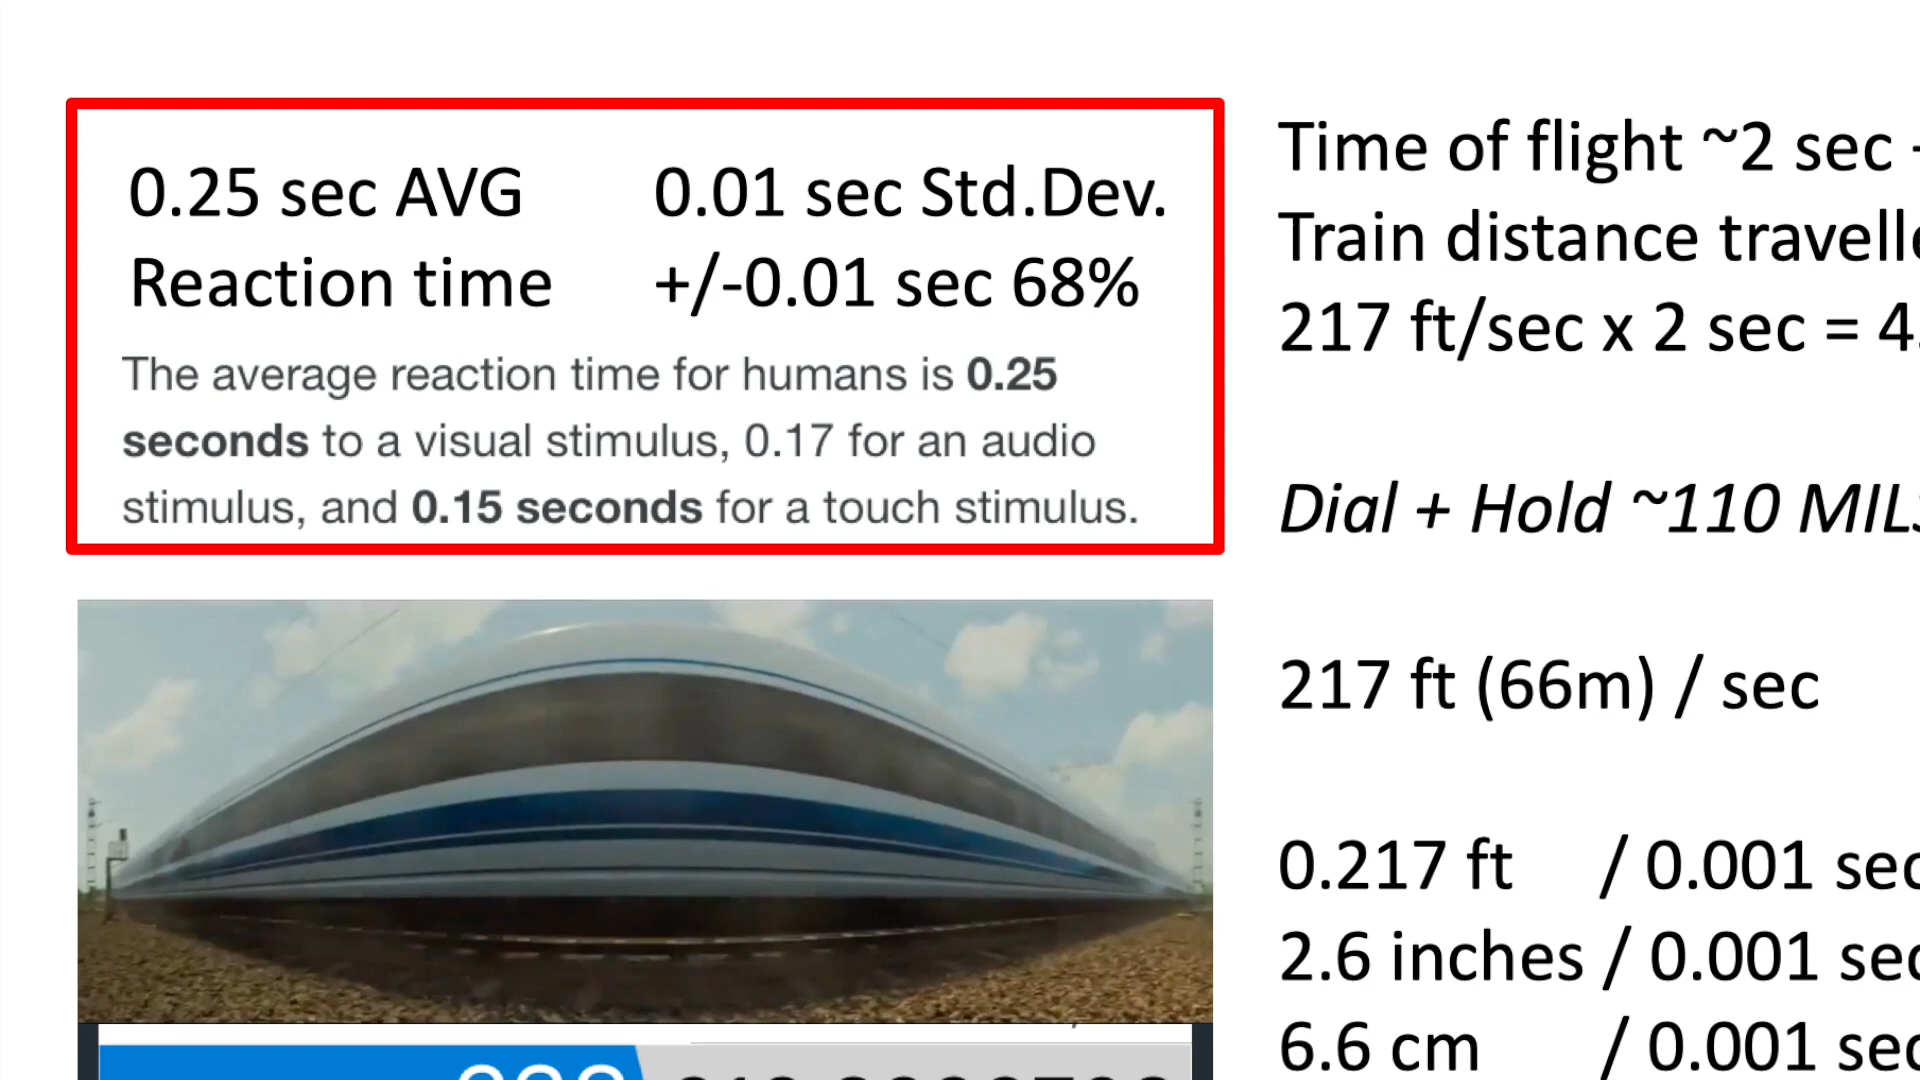 0.25 sec AVG
0.01 sec Std.Dev.
Reaction time
+/-0.01 sec 68%
The average reaction time for humans is 0.25
seconds to a visual stimulus, 0.17 for an audio
stimulus, and 0.15 seconds for a touch stimulus.
Time of flight ~2 sec
Train distance
217 ft/sec x 2 sec =
Dial + Hold ~110
217 ft (66m) / sec
0.217 ft / 0.001
2.6 inches / 0.001
6.6 cm / 0.001